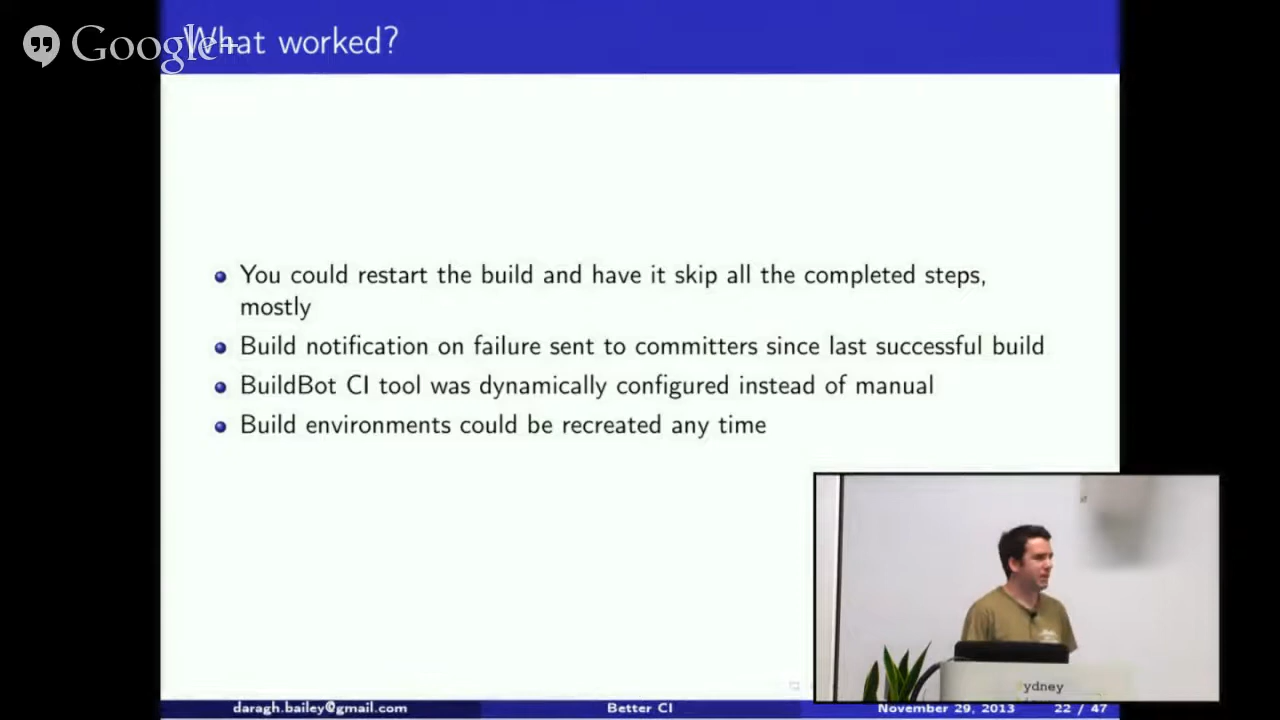 Google+
What worked?
You could restart the build and have it skip all the completed steps,
mostly
Build notification on failure sent to committers since last successful build
BuildBot CI tool was dynamically configured instead of manual
Build environments could be recreated any time
ydney
daragh.bailey@gmail.com
Better CI
November 29, 2013
22 / 47